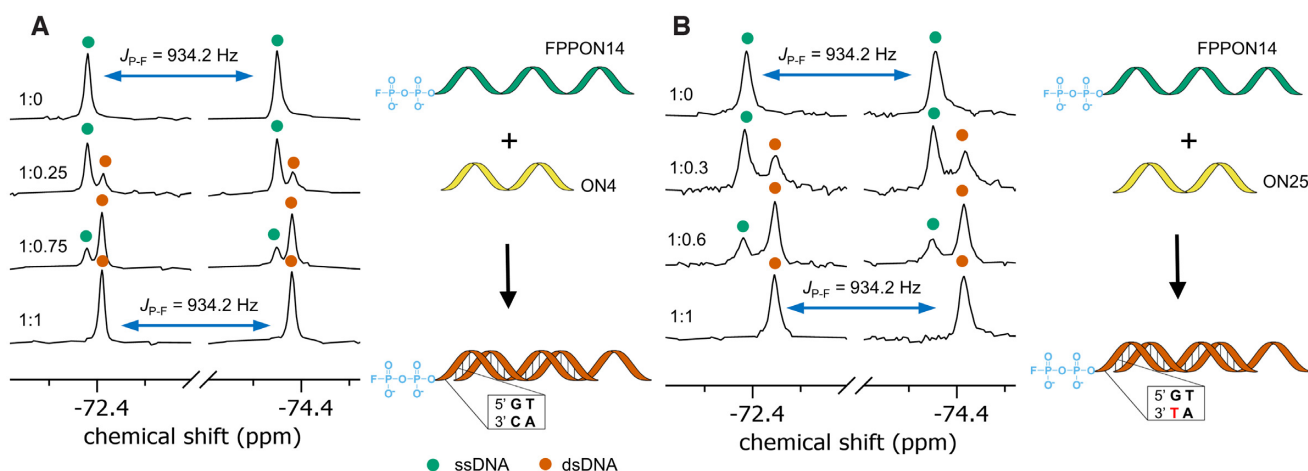 A
J_P-F = 934.2 Hz
1:0
1:0.25
1:0.75
1:1
J_P-F = 934.2 Hz
-72.4
-74.4
chemical shift (ppm)
FPPON14
O O
F-P-O-P-O
O- O-
+
ON4
O O
F-P-O-P-O
O- O-
5' G T
3' C A
B
J_P-F = 934.2 Hz
1:0
1:0.3
1:0.6
1:1
J_P-F = 934.2 Hz
-72.4
-74.4
chemical shift (ppm)
FPPON14
O O
F-P-O-P-O
O- O-
+
ON25
O O
F-P-O-P-O
O- O-
5' G T
3' T A
ssDNA
dsDNA